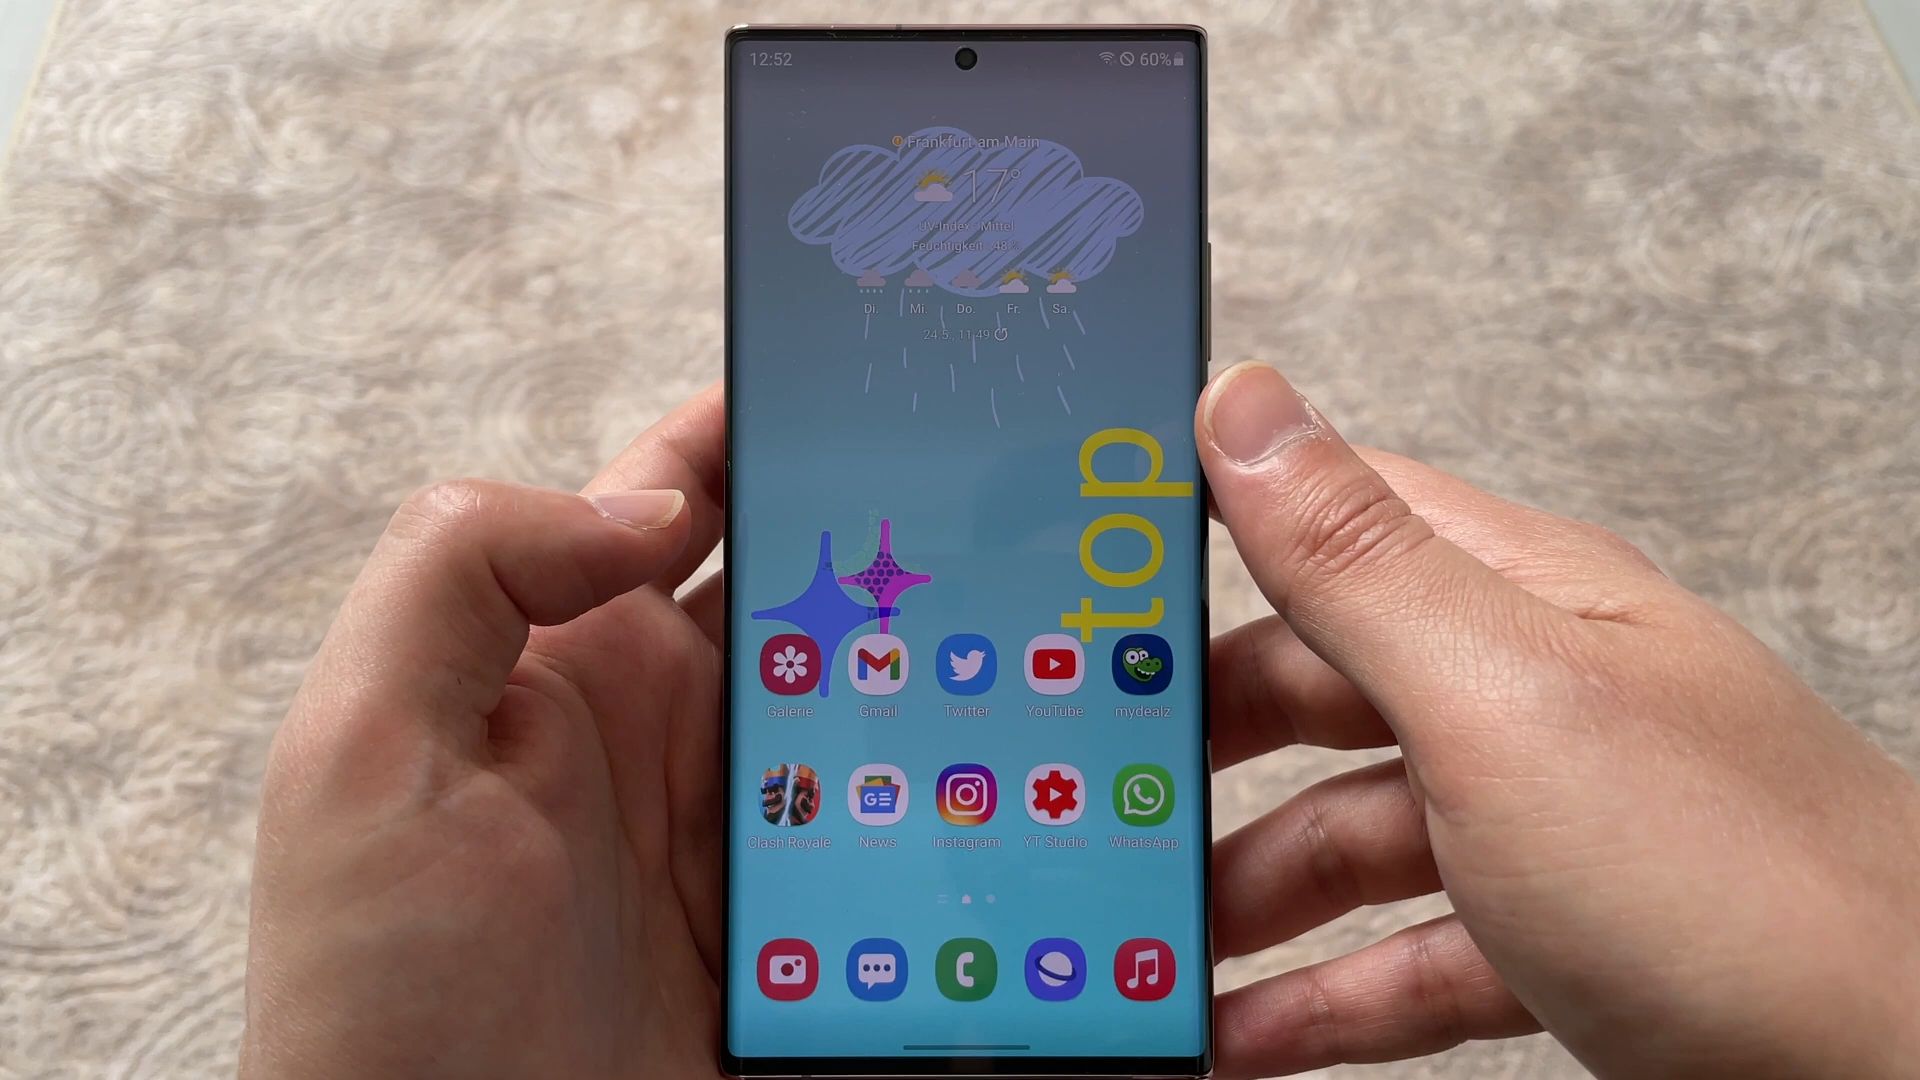 12:52
60%
Frankfurt am Main
17°
UV-Index Mittel
Feuchtigkeit 48 %
Di. Mi. Do. Fr. Sa.
24.5., 11:49
top
Galerie Gmail Twitter YouTube mydealz
GE
Clash Royale News Instagram YT Studio WhatsApp